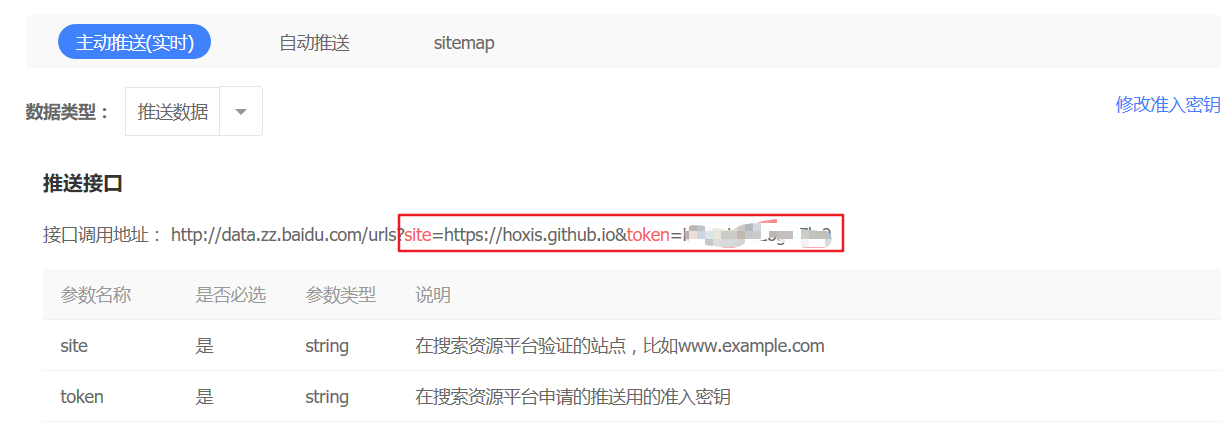 主动推送(实时) 自动推送 sitemap
数据类型： 推送数据 修改准入密钥
推送接口
接口调用地址： http://data.zz.baidu.com/urls?site=https://hoxis.github.io&token=
参数名称 是否必选 参数类型 说明
site 是 string 在搜索资源平台验证的站点，比如www.example.com
token 是 string 在搜索资源平台申请的推送用的准入密钥